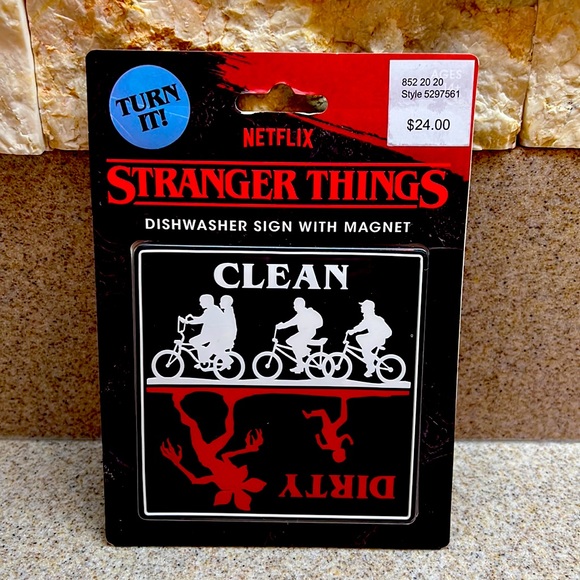 TURN
IT!
852 20 20
Style 5297561
$24.00
NETFLIX
STRANGER THINGS
DISHWASHER SIGN WITH MAGNET
CLEAN
DIRTY